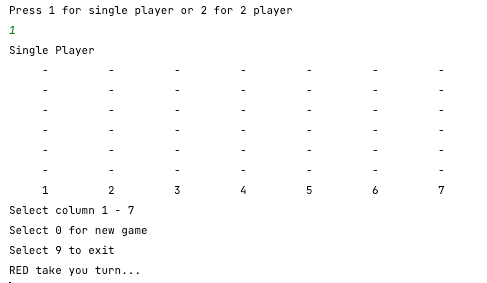 Press 1 for single player or 2 for 2 player
1
Single Player
- - - - - - -
- - - - - - -
- - - - - - -
- - - - - - -
- - - - - - -
- - - - - - -
1 2 3 4 5 6 7
Select column 1 - 7
Select 0 for new game
Select 9 to exit
RED take you turn...